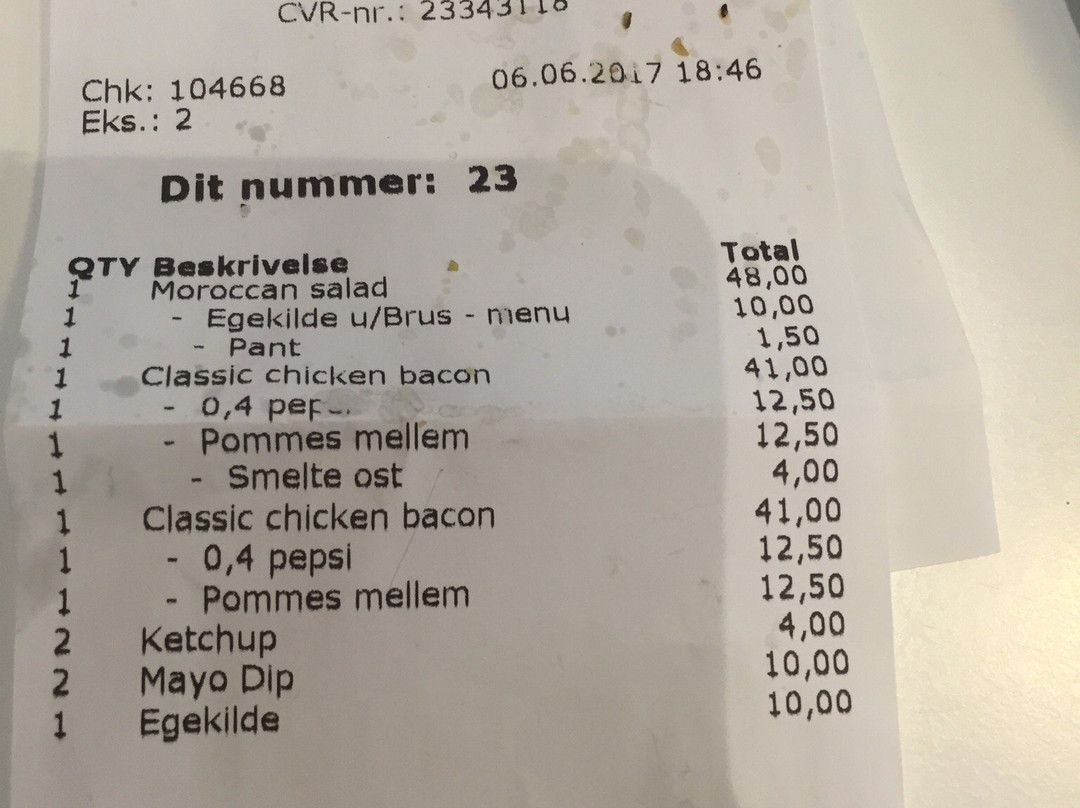 CVR-nr.: 23343118
Chk: 104668 06.06.2017 18:46
Eks.: 2
Dit nummer: 23
QTY Beskrivelse Total
1 Moroccan salad 48,00
1 - Egekilde u/Brus - menu 10,00
1 - Pant 1,50
1 Classic chicken bacon 41,00
1 - 0,4 12,50
1 - Pommes mellem 12,50
1 - Smelte ost 4,00
1 Classic chicken bacon 41,00
1 - 0,4 pepsi 12,50
1 - Pommes mellem 12,50
2 Ketchup 4,00
2 Mayo Dip 10,00
1 Egekilde 10,00